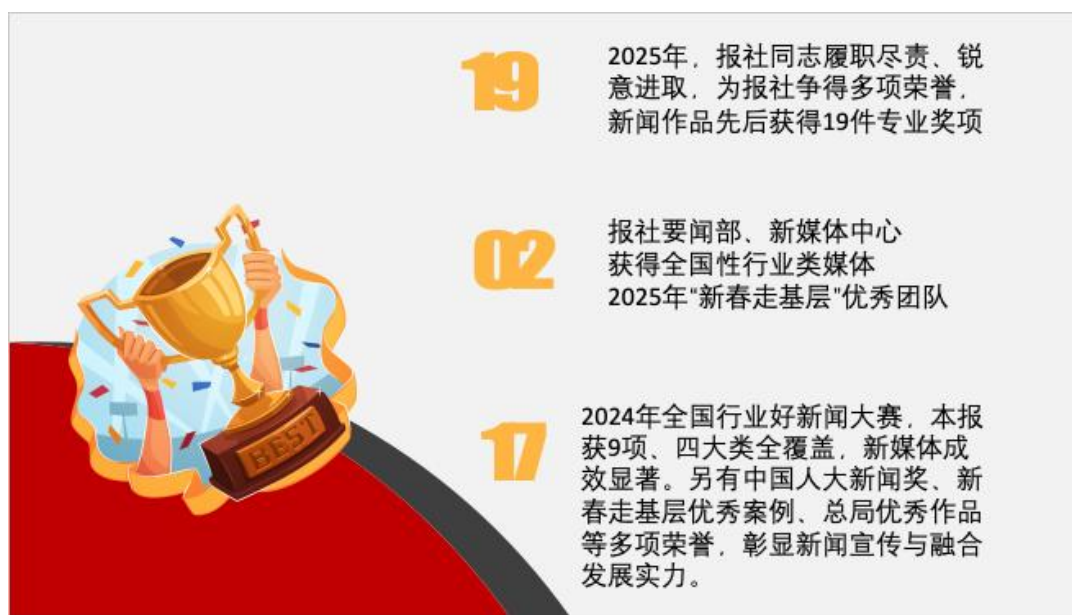 19
2025年，报社同志履职尽责、锐
意进取，为报社争得多项荣誉，
新闻作品先后获得19件专业奖项
02
报社要闻部、新媒体中心
获得全国性行业类媒体
2025年“新春走基层”优秀团队
17
2024年全国行业好新闻大赛，本报
获9项、四大类全覆盖，新媒体成
效显著。另有中国人大新闻奖、新
春走基层优秀案例、总局优秀作品
等多项荣誉，彰显新闻宣传与融合
发展实力。
BEST